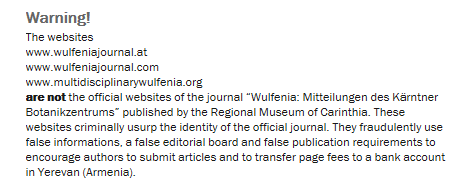 Warning!
The websites
www.wulfeniajournal.at
www.wulfeniajournal.com
www.multidisciplinarywulfenia.org
are not the official websites of the journal "Wulfenia: Mitteilungen des Kärntner
Botanikzentrums" published by the Regional Museum of Carinthia. These
websites criminally usurp the identity of the official journal. They fraudulently use
false informations, a false editorial board and false publication requirements to
encourage authors to submit articles and to transfer page fees to a bank account
in Yerevan (Armenia).